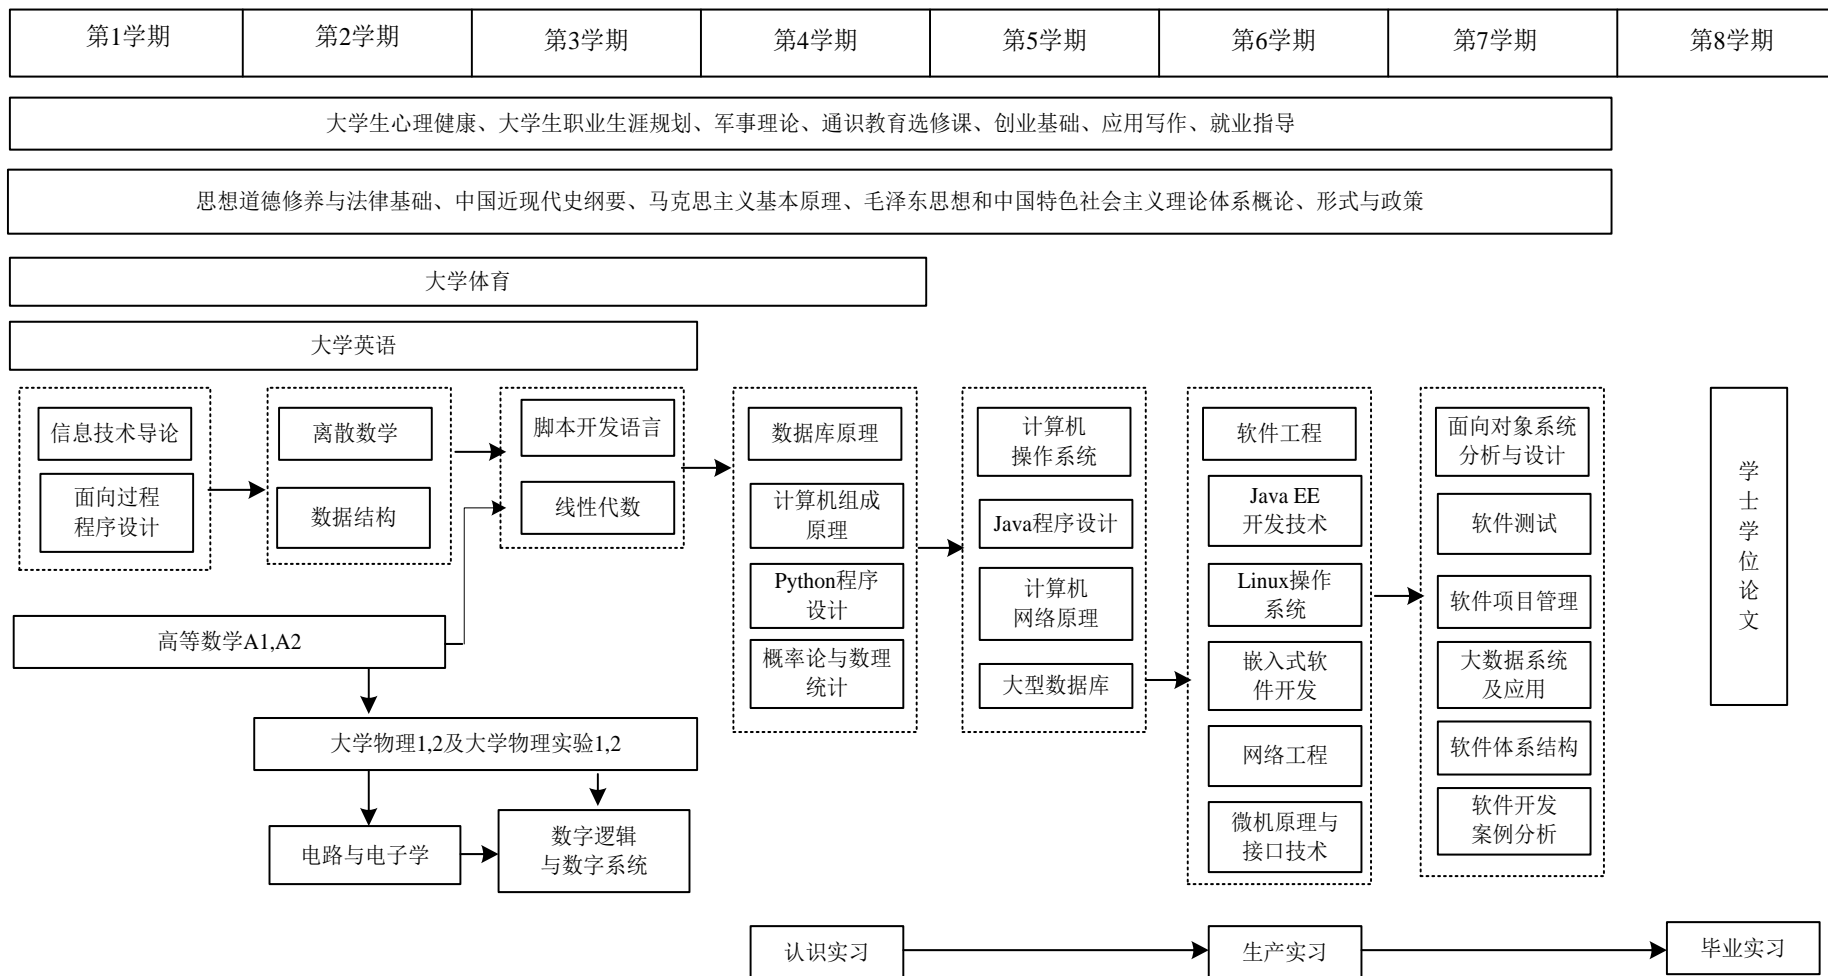 第1学期
第2学期
第3学期
第4学期
第5学期
第6学期
第7学期
第8学期
大学生心理健康、大学生职业生涯规划、军事理论、通识教育选修课、创业基础、应用写作、就业指导
思想道德修养与法律基础、中国近现代史纲要、马克思主义基本原理、毛泽东思想和中国特色社会主义理论体系概论、形式与政策
大学体育
大学英语
信息技术导论
面向过程
程序设计
离散数学
数据结构
脚本开发语言
线性代数
高等数学A1,A2
大学物理1,2及大学物理实验1,2
电路与电子学
数字逻辑
与数字系统
数据库原理
计算机组成
原理
Python程序
设计
概率论与数理
统计
计算机
操作系统
Java程序设计
计算机
网络原理
大型数据库
软件工程
Java EE
开发技术
Linux操作
系统
嵌入式软
件开发
网络工程
微机原理与
接口技术
面向对象系统
分析与设计
软件测试
软件项目管理
大数据系统
及应用
软件体系结构
软件开发
案例分析
学
士
学
位
论
文
认识实习
生产实习
毕业实习